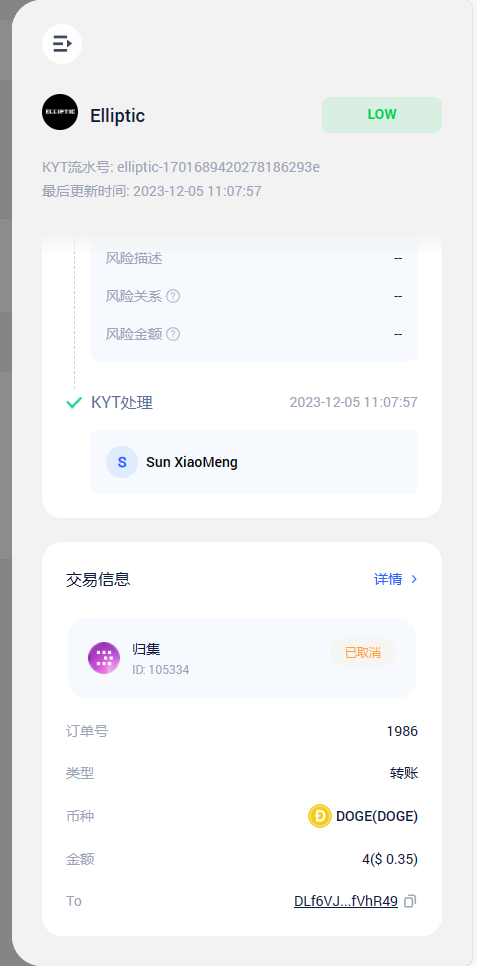 ELLIPTIC
Elliptic
LOW
KYT流水号: elliptic-1701689420278186293e
最后更新时间: 2023-12-05 11:07:57
风险描述 --
风险关系 ? --
风险金额 ? --
KYT处理 2023-12-05 11:07:57
S Sun XiaoMeng
交易信息 详情
归集 已取消
ID: 105334
订单号 1986
类型 转账
币种 DOGE(DOGE)
金额 4($ 0.35)
To DLf6VJ...fVhR49